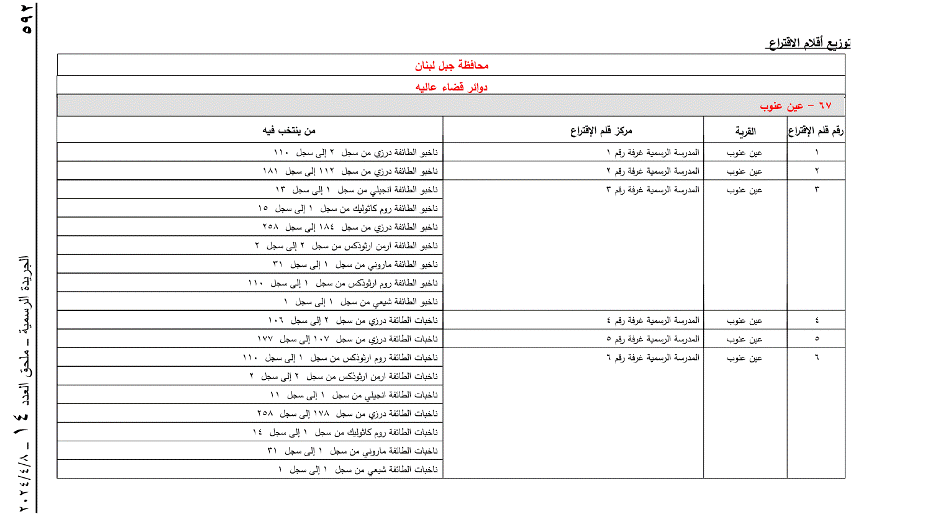 ٥٩٢
الجريدة الرسمية – ملحق العدد ١٤ – ٢٠٢٤/٤/٨
توزيع أقلام الاقتراع
محافظة جبل لبنان
دوائر قضاء عاليه
٦٧ - عين عنوب
رقم قلم الإقتراع القرية مركز قلم الإقتراع من ينتخب فيه
١ عين عنوب المدرسة الرسمية غرفة رقم ١ ناخبو الطائفة درزي من سجل ٢ إلى سجل ١١٠
٢ عين عنوب المدرسة الرسمية غرفة رقم ٢ ناخبو الطائفة درزي من سجل ١١٢ إلى سجل ١٨١
٣ عين عنوب المدرسة الرسمية غرفة رقم ٣ ناخبو الطائفة انجيلي من سجل ١ إلى سجل ١٣
ناخبو الطائفة روم كاثوليك من سجل ١ إلى سجل ١٥
ناخبو الطائفة درزي من سجل ١٨٤ إلى سجل ٢٥٨
ناخبو الطائفة ارمن ارثوذكس من سجل ٢ إلى سجل ٢
ناخبو الطائفة ماروني من سجل ١ إلى سجل ٣١
ناخبو الطائفة روم ارثوذكس من سجل ١ إلى سجل ١١٠
ناخبو الطائفة شيعي من سجل ١ إلى سجل ١
٤ عين عنوب المدرسة الرسمية غرفة رقم ٤ ناخبات الطائفة درزي من سجل ٢ إلى سجل ١٠٦
٥ عين عنوب المدرسة الرسمية غرفة رقم ٥ ناخبات الطائفة درزي من سجل ١٠٧ إلى سجل ١٧٧
٦ عين عنوب المدرسة الرسمية غرفة رقم ٦ ناخبات الطائفة روم ارثوذكس من سجل ١ إلى سجل ١١٠
ناخبات الطائفة ارمن ارثوذكس من سجل ٢ إلى سجل ٢
ناخبات الطائفة انجيلي من سجل ١ إلى سجل ١١
ناخبات الطائفة درزي من سجل ١٧٨ إلى سجل ٢٥٨
ناخبات الطائفة روم كاثوليك من سجل ١ إلى سجل ١٤
ناخبات الطائفة ماروني من سجل ١ إلى سجل ٣١
ناخبات الطائفة شيعي من سجل ١ إلى سجل ١